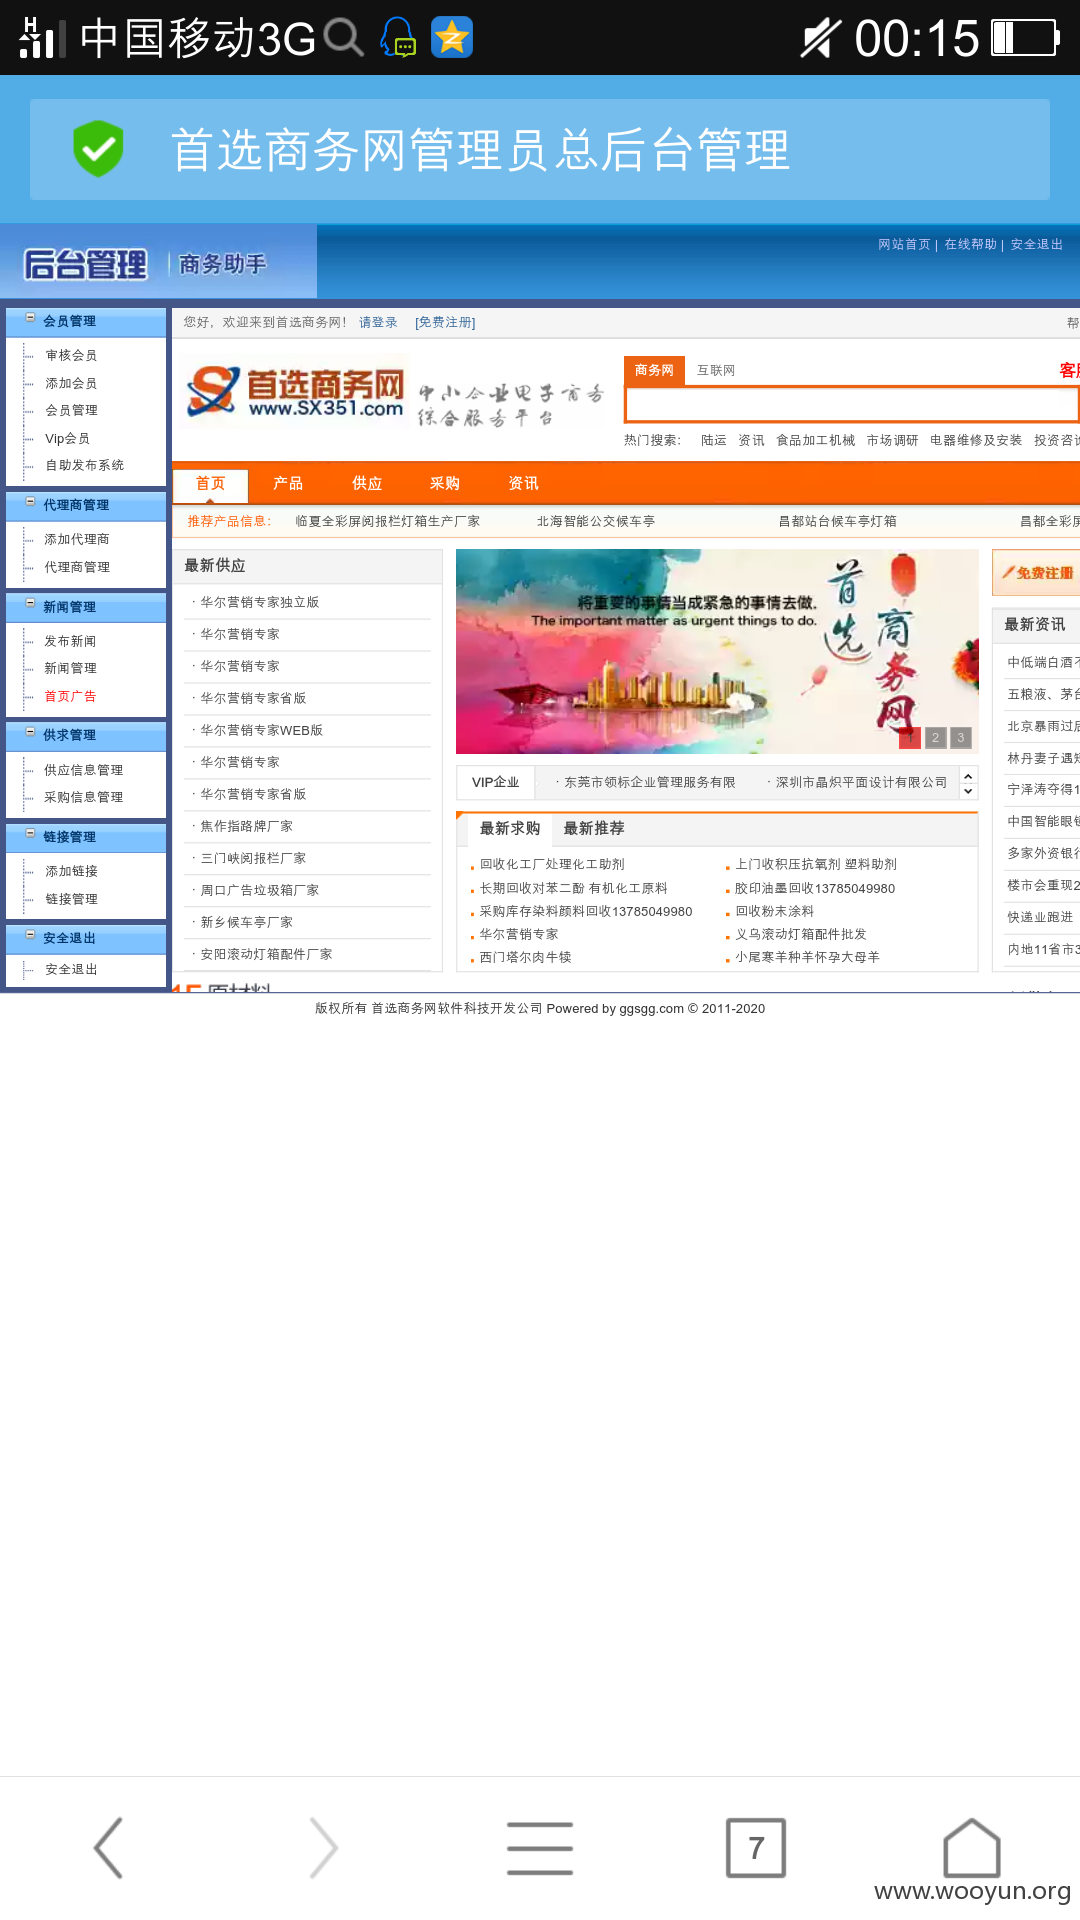 中国移动3G 00:15
首选商务网管理员总后台管理
后台管理 商务助手
网站首页 | 在线帮助 | 安全退出
会员管理
审核会员
添加会员
会员管理
Vip会员
自助发布系统
代理商管理
添加代理商
代理商管理
新闻管理
发布新闻
新闻管理
首页广告
供求管理
供应信息管理
采购信息管理
链接管理
添加链接
链接管理
安全退出
安全退出
您好，欢迎来到首选商务网！ 请登录 [免费注册] 帮
首选商务网
www.SX351.com
中小企业电子商务
综合服务平台
商务网 互联网 客服
热门搜索： 陆运 资讯 食品加工机械 市场调研 电器维修及安装 投资咨询
首页 产品 供应 采购 资讯
推荐产品信息： 临夏全彩屏阅报栏灯箱生产厂家 北海智能公交候车亭 昌都站台候车亭灯箱 昌都全彩屏
最新供应
· 华尔营销专家独立版
· 华尔营销专家
· 华尔营销专家
· 华尔营销专家省版
· 华尔营销专家WEB版
· 华尔营销专家
· 华尔营销专家省版
· 焦作指路牌厂家
· 三门峡阅报栏厂家
· 周口广告垃圾箱厂家
· 新乡候车亭厂家
· 安阳滚动灯箱配件厂家
将重要的事情当成紧急的事情去做.
The important matter as urgent things to do.
首选商务网
1 2 3
VIP企业 · 东莞市领标企业管理服务有限 · 深圳市晶炽平面设计有限公司
最新求购 最新推荐
回收化工厂处理化工助剂
长期回收对苯二酚 有机化工原料
采购库存染料颜料回收13785049980
华尔营销专家
西门塔尔肉牛犊
上门收积压抗氧剂 塑料助剂
胶印油墨回收13785049980
回收粉末涂料
义乌滚动灯箱配件批发
小尾寒羊种羊怀孕大母羊
免费注册
最新资讯
中低端白酒不
五粮液、茅台
北京暴雨过后
林丹妻子遇短
宁泽涛夺得1
中国智能眼镜
多家外资银行
楼市会重现2
快递业跑进
内地11省市3
1F 原材料
版权所有 首选商务网软件科技开发公司 Powered by ggsgg.com © 2011-2020
7
www.wooyun.org